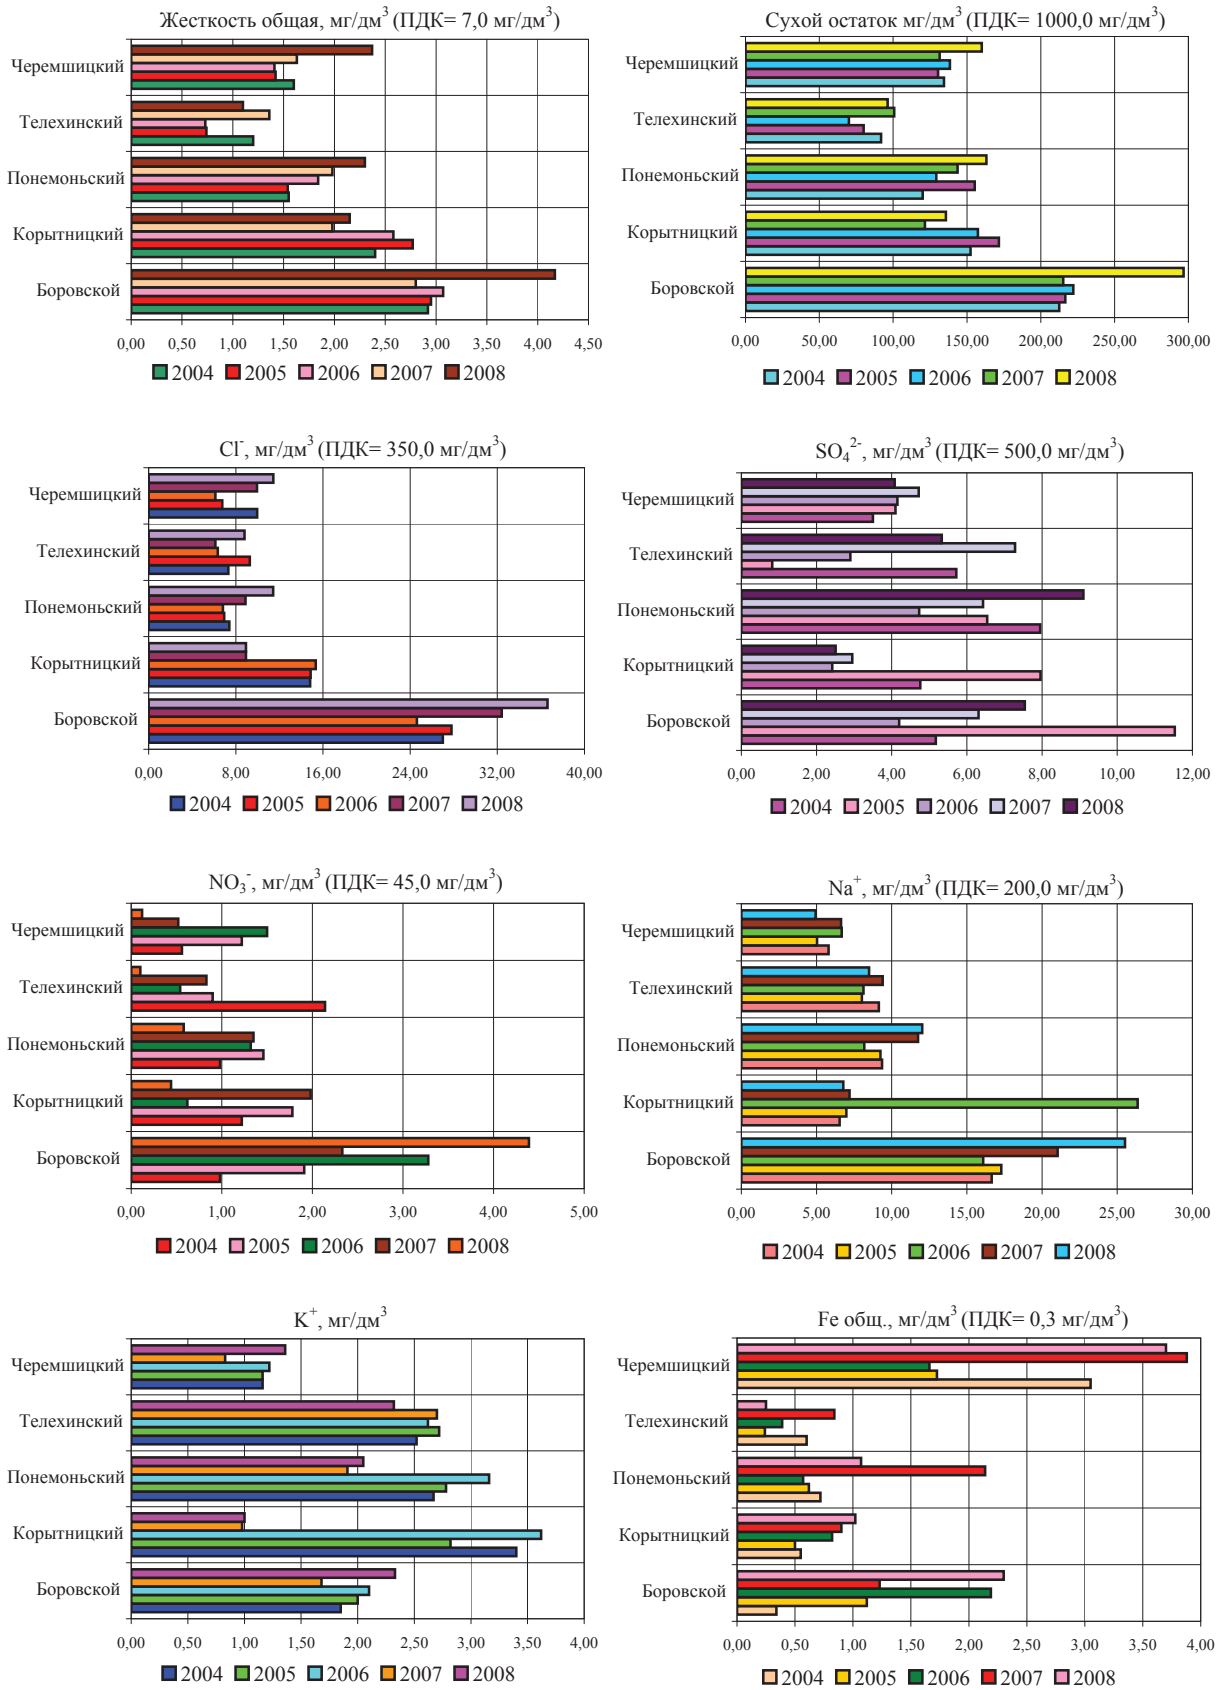 Жесткость общая, мг/дм³ (ПДК= 7,0 мг/дм³)
Черемшицкий
Телехинский
Понемоньский
Корытницкий
Боровской
0,00 0,50 1,00 1,50 2,00 2,50 3,00 3,50 4,00 4,50
2004 2005 2006 2007 2008
Сухой остаток мг/дм³ (ПДК= 1000,0 мг/дм³)
Черемшицкий
Телехинский
Понемоньский
Корытницкий
Боровской
0,00 50,00 100,00 150,00 200,00 250,00 300,00
2004 2005 2006 2007 2008
Cl⁻, мг/дм³ (ПДК= 350,0 мг/дм³)
Черемшицкий
Телехинский
Понемоньский
Корытницкий
Боровской
0,00 8,00 16,00 24,00 32,00 40,00
2004 2005 2006 2007 2008
SO₄²⁻, мг/дм³ (ПДК= 500,0 мг/дм³)
Черемшицкий
Телехинский
Понемоньский
Корытницкий
Боровской
0,00 2,00 4,00 6,00 8,00 10,00 12,00
2004 2005 2006 2007 2008
NO₃⁻, мг/дм³ (ПДК= 45,0 мг/дм³)
Черемшицкий
Телехинский
Понемоньский
Корытницкий
Боровской
0,00 1,00 2,00 3,00 4,00 5,00
2004 2005 2006 2007 2008
Na⁺, мг/дм³ (ПДК= 200,0 мг/дм³)
Черемшицкий
Телехинский
Понемоньский
Корытницкий
Боровской
0,00 5,00 10,00 15,00 20,00 25,00 30,00
2004 2005 2006 2007 2008
K⁺, мг/дм³
Черемшицкий
Телехинский
Понемоньский
Корытницкий
Боровской
0,00 0,50 1,00 1,50 2,00 2,50 3,00 3,50 4,00
2004 2005 2006 2007 2008
Fe общ., мг/дм³ (ПДК= 0,3 мг/дм³)
Черемшицкий
Телехинский
Понемоньский
Корытницкий
Боровской
0,00 0,50 1,00 1,50 2,00 2,50 3,00 3,50 4,00
2004 2005 2006 2007 2008